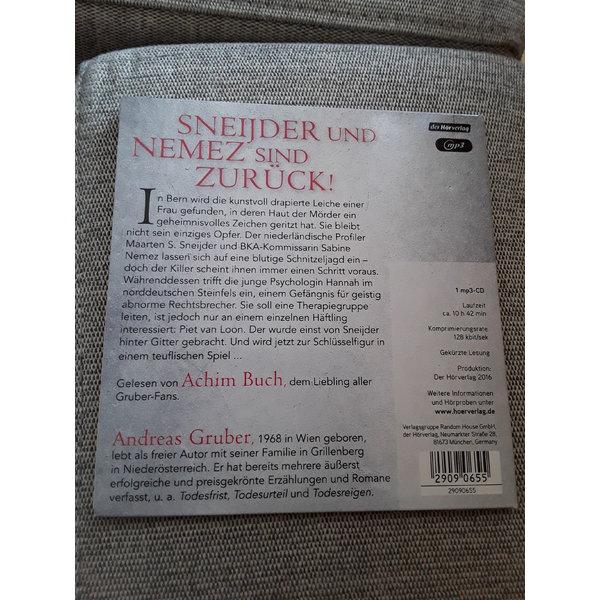 SNEIJDER UND
NEMEZ SIND
ZURÜCK!
In Bern wird die kunstvoll drapierte Leiche einer
Frau gefunden, in deren Haut der Mörder ein
geheimnisvolles Zeichen geritzt hat. Sie bleibt
nicht sein einziges Opfer. Der niederländische Profiler
Maarten S. Sneijder und BKA-Kommissarin Sabine
Nemez lassen sich auf eine blutige Schnitzeljagd ein –
doch der Killer scheint ihnen immer einen Schritt voraus.
Währenddessen trifft die junge Psychologin Hannah im
norddeutschen Steinfels ein, einem Gefängnis für geistig
abnorme Rechtsbrecher. Sie soll eine Therapiegruppe
leiten, ist jedoch nur an einem einzelnen Häftling
interessiert: Piet van Loon. Der wurde einst von Sneijder
hinter Gitter gebracht. Und wird jetzt zur Schlüsselfigur in
einem teuflischen Spiel ...
Gelesen von Achim Buch, dem Liebling aller
Gruber-Fans.
Andreas Gruber, 1968 in Wien geboren,
lebt als freier Autor mit seiner Familie in Grillenberg
in Niederösterreich. Er hat bereits mehrere äußerst
erfolgreiche und preisgekrönte Erzählungen und Romane
verfasst, u. a. Todesfrist, Todesurteil und Todesreigen.
der Hörverlag
mp3
1 mp3-CD
Laufzeit
ca. 10 h 42 min
Komprimierungsrate
128 kbit/sek
Gekürzte Lesung
Produktion:
Der Hörverlag 2016
Weitere Informationen
und Hörproben unter
www.hoerverlag.de
Verlagsgruppe Random House GmbH,
der Hörverlag, Neumarkter Straße 28,
81673 München, Germany
2909 0655
29090655